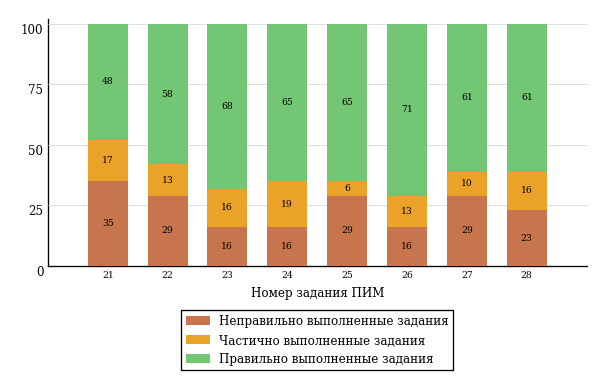 100
48 58 68 65 65 71 61 61
75
50
17 13 16 19 6 13 10 16
25
35 29 16 16 29 16 29 23
0
21 22 23 24 25 26 27 28
Номер задания ПИМ
Неправильно выполненные задания
Частично выполненные задания
Правильно выполненные задания